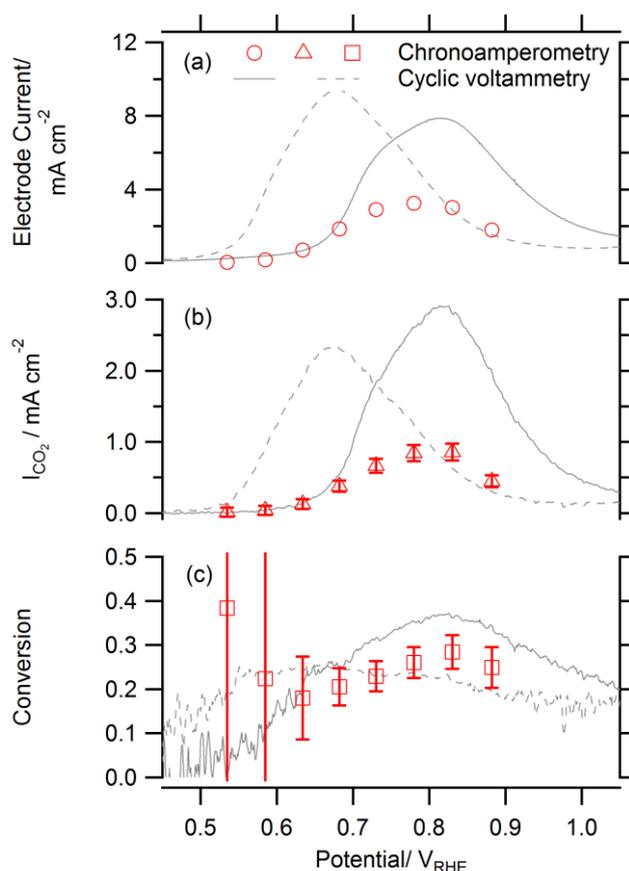 12
8
4
0
Electrode Current/
mA cm-2
(a)
Chronoamperometry
Cyclic voltammetry
3.0
2.0
1.0
0.0
ICO2 / mA cm-2
(b)
0.5
0.4
0.3
0.2
0.1
0.0
Conversion
(c)
0.5 0.6 0.7 0.8 0.9 1.0
Potential/ VRHE